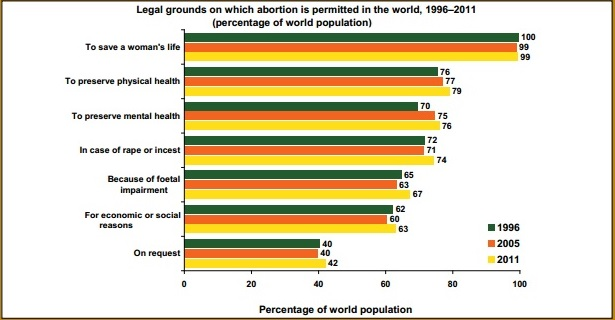 Legal grounds on which abortion is permitted in the world, 1996–2011
(percentage of world population)
To save a woman's life
100
99
99
To preserve physical health
76
77
79
To preserve mental health
70
75
76
In case of rape or incest
72
71
74
Because of foetal
impairment
65
63
67
For economic or social
reasons
62
60
63
On request
40
40
42
1996
2005
2011
0 20 40 60 80 100
Percentage of world population